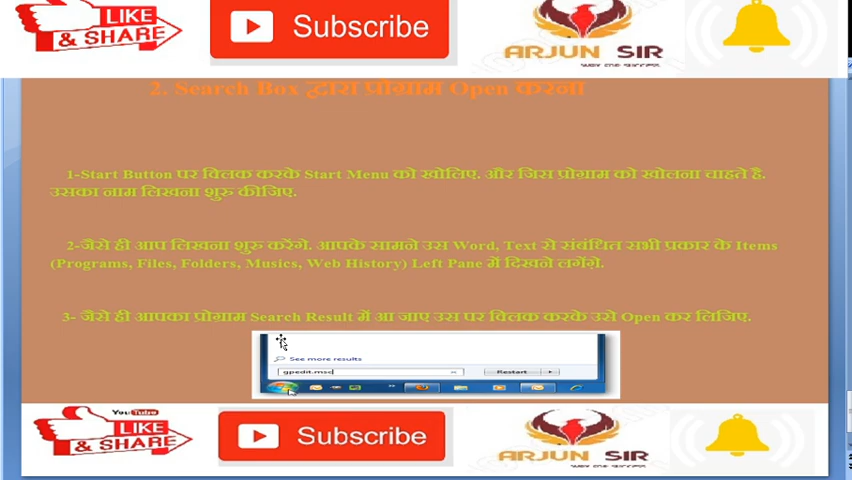 LIKE
& SHARE
Subscribe
ARJUN SIR
2. Search Box द्वारा प्रोग्राम Open करना
1-Start Button पर क्लिक करके Start Menu को खोलिए. और जिस प्रोग्राम को खोलना चाहते है.
उसका नाम लिखना शुरु कीजिए.
2-जैसे ही आप लिखना शुरु करेंगे. आपके सामने उस Word, Text से संबंधित सभी प्रकार के Items
(Programs, Files, Folders, Musics, Web History) Left Pane में दिखने लगेंग़े.
3- जैसे ही आपका प्रोग्राम Search Result में आ जाए उस पर क्लिक करके उसे Open कर लिजिए.
See more results
gpedit.msc
Restart
YouTube
LIKE
& SHARE
Subscribe
ARJUN SIR